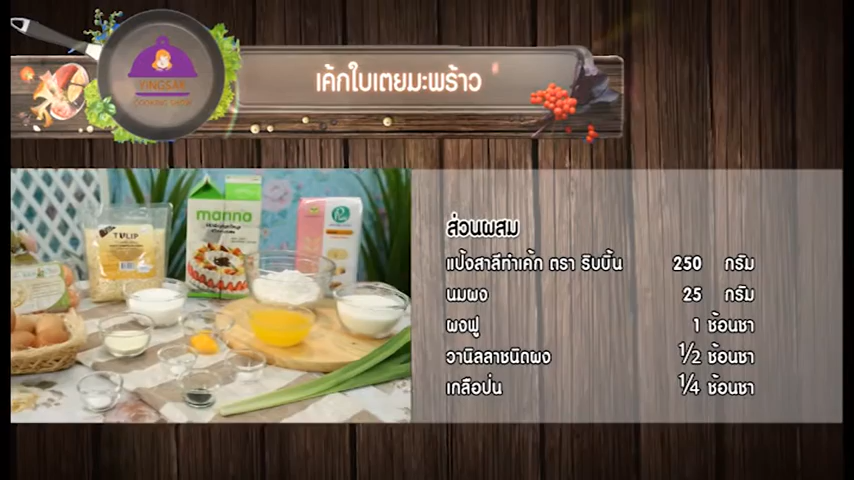 YINGSAK
COOKING SHOW
เค้กใบเตยมะพร้าว
TULIP
manna
ส่วนผสม
แป้งสาลีทำเค้ก ตรา ริบบิ้น 250 กรัม
นมผง 25 กรัม
ผงฟู 1 ช้อนชา
วานิลลาชนิดผง ½ ช้อนชา
เกลือป่น ¼ ช้อนชา